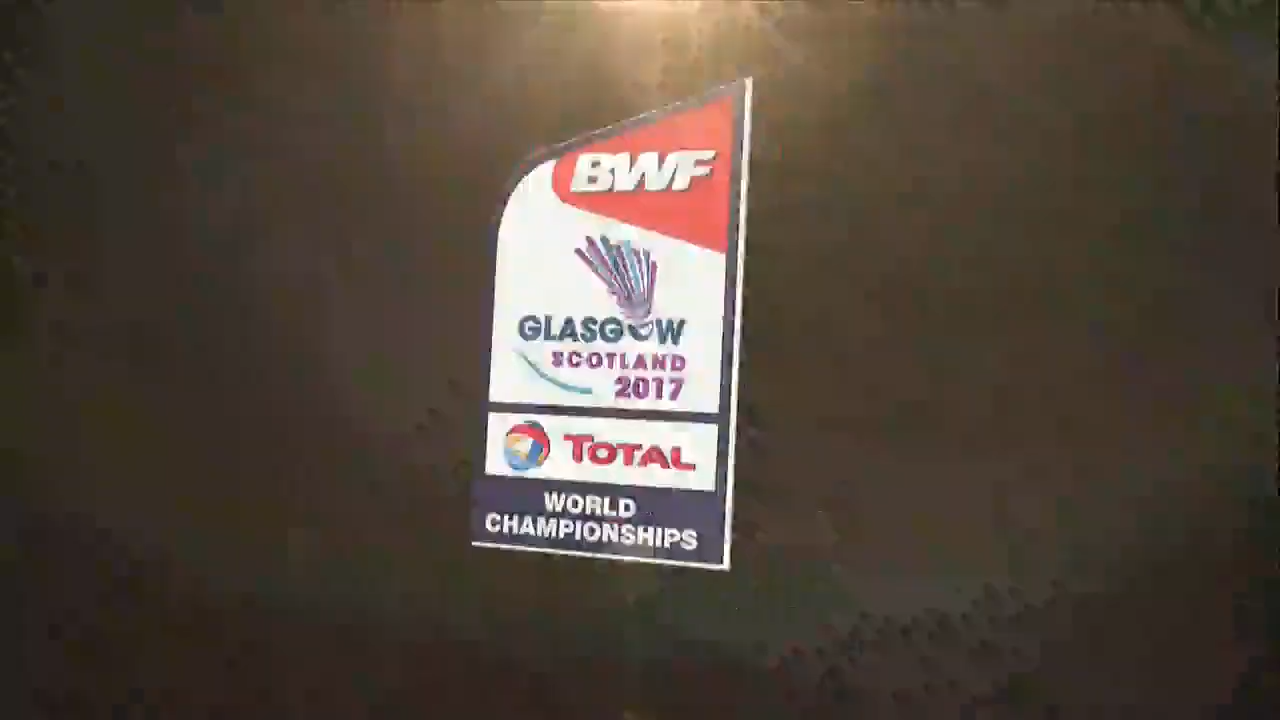 BWF
GLASGOW
SCOTLAND
2017
TOTAL
WORLD
CHAMPIONSHIPS